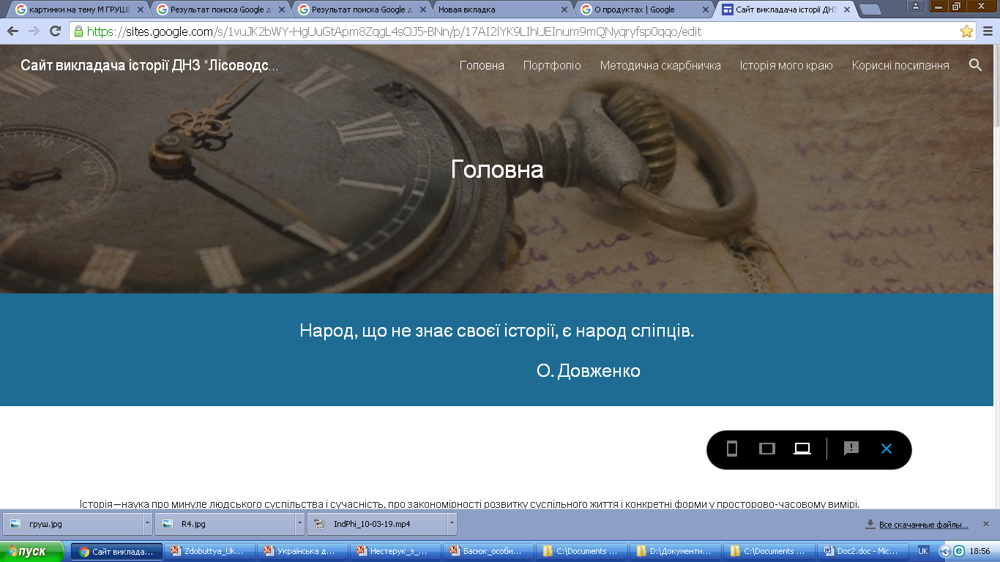 картинки на тему М ГРУШЕ
Результат поиска Google д
Результат поиска Google д
Новая вкладка
О продуктах | Google
Сайт викладача історії ДНЗ
https://sites.google.com/s/1vuJK2bWY-HgUuGtApm8ZqgL4sOJ5-BNn/p/17AI2lYK9LIhUEInum9mQNyqryfsp0qqo/edit
Сайт викладача історії ДНЗ "Лісоводс...
Головна
Портфоліо
Методична скарбничка
Історія мого краю
Корисні посилання
Головна
Народ, що не знає своєї історії, є народ сліпців.
О. Довженко
Історія—наука про минуле людського суспільства і сучасність, про закономірності розвитку суспільного життя і конкретні форми у просторово-часовому вимірі.
груш.jpg
R4.jpg
IndPhi_10-03-19.mp4
Все скачанные файлы...
пуск
Сайт виклада...
Zdobuttya_Uk...
Українська д...
Нестерук_з_...
Басюк_особи...
C:\Documents ...
D:\Документи...
C:\Documents ...
Doc2.doc - Mic...
UK
18:56